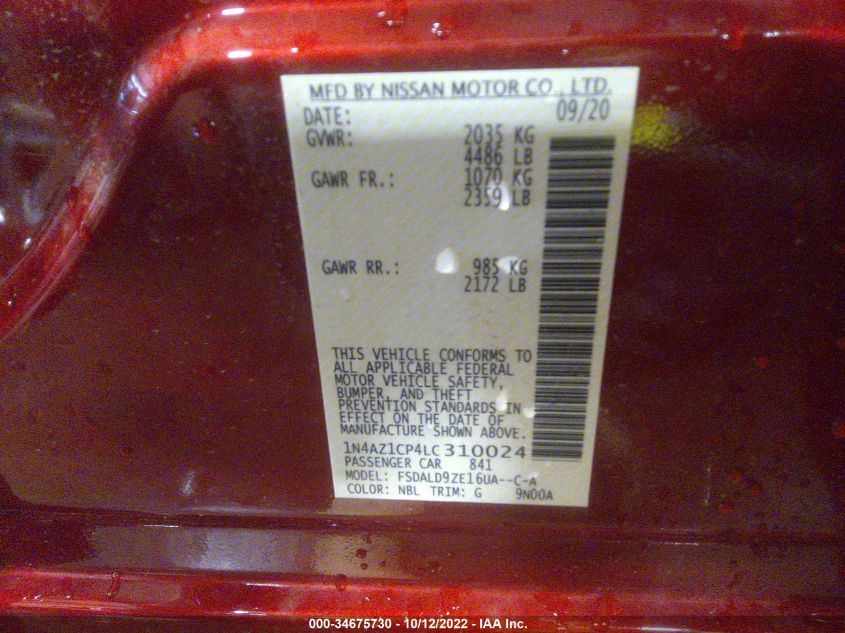 MFD BY NISSAN MOTOR CO., LTD.
DATE: 09/20
GVWR: 2035 KG
4486 LB
GAWR FR.: 1070 KG
2359 LB
GAWR RR.: 985 KG
2172 LB
THIS VEHICLE CONFORMS TO
ALL APPLICABLE FEDERAL
MOTOR VEHICLE SAFETY,
BUMPER, AND THEFT
PREVENTION STANDARDS IN
EFFECT ON THE DATE OF
MANUFACTURE SHOWN ABOVE.
1N4AZ1CP4LC310024
PASSENGER CAR 841
MODEL: FSDALD9ZE16UA--C-A
COLOR: NBL TRIM: G 9N00A
000-34675730 - 10/12/2022 - IAA Inc.